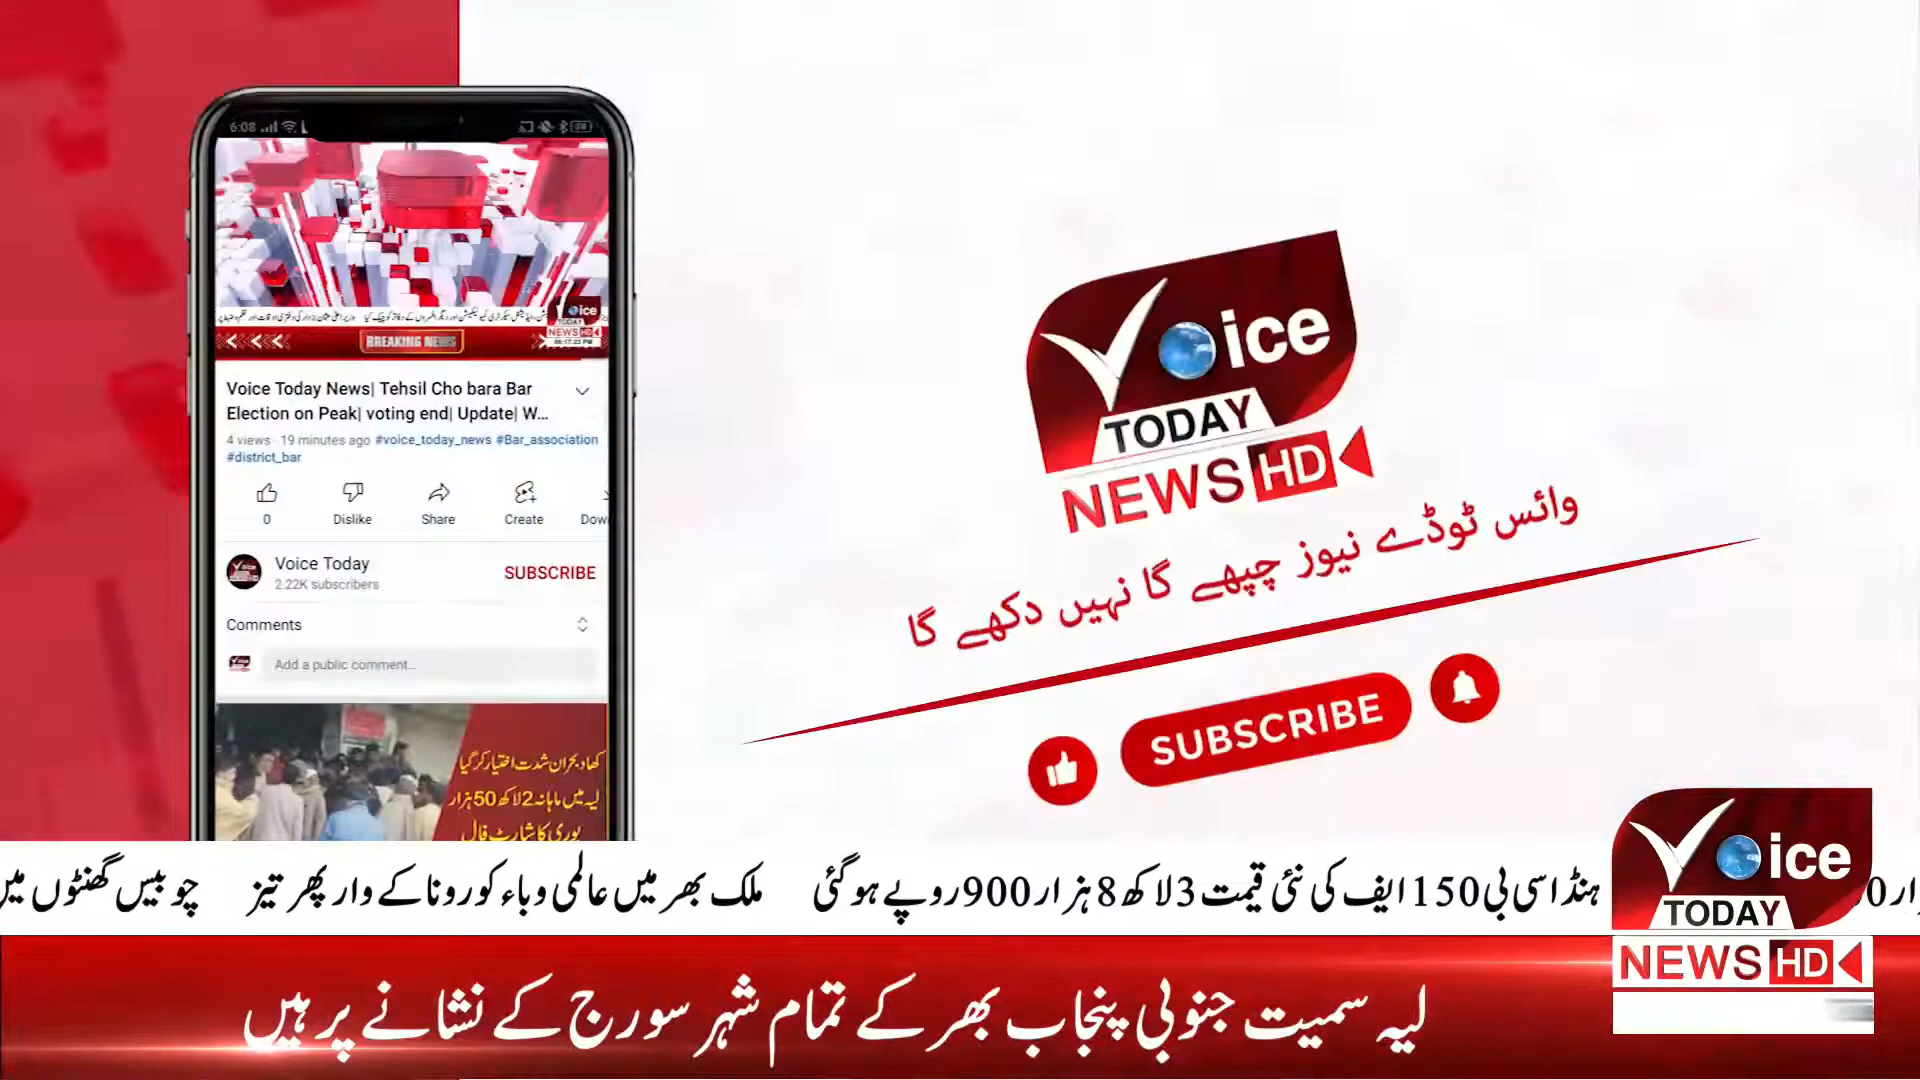 6:08
BREAKING NEWS
Voice Today News| Tehsil Cho bara Bar
Election on Peak| voting end| Update| W...
4 views · 19 minutes ago #voice_today_news #Bar_association
#district_bar
0 Dislike Share Create Dow
Voice Today
2.22K subscribers
SUBSCRIBE
Comments
Add a public comment...
کھاد بحران شدت اختیار کر گیا
لیہ میں ماہانہ 2 لاکھ 50 ہزار
بوری کا شارٹ فال
Voice
TODAY
NEWS HD
وائس ٹوڈے نیوز چھپے گا نہیں دکھے گا
SUBSCRIBE
ہنڈا سی بی 150 ایف کی نئی قیمت 3 لاکھ 8 ہزار 900 روپے ہوگئی
ملک بھر میں عالمی وباء کورونا کے وار پھر تیز
چوبیس گھنٹوں میں
Voice
TODAY
NEWS HD
لیہ سمیت جنوبی پنجاب بھر کے تمام شہر سورج کے نشانے پر ہیں